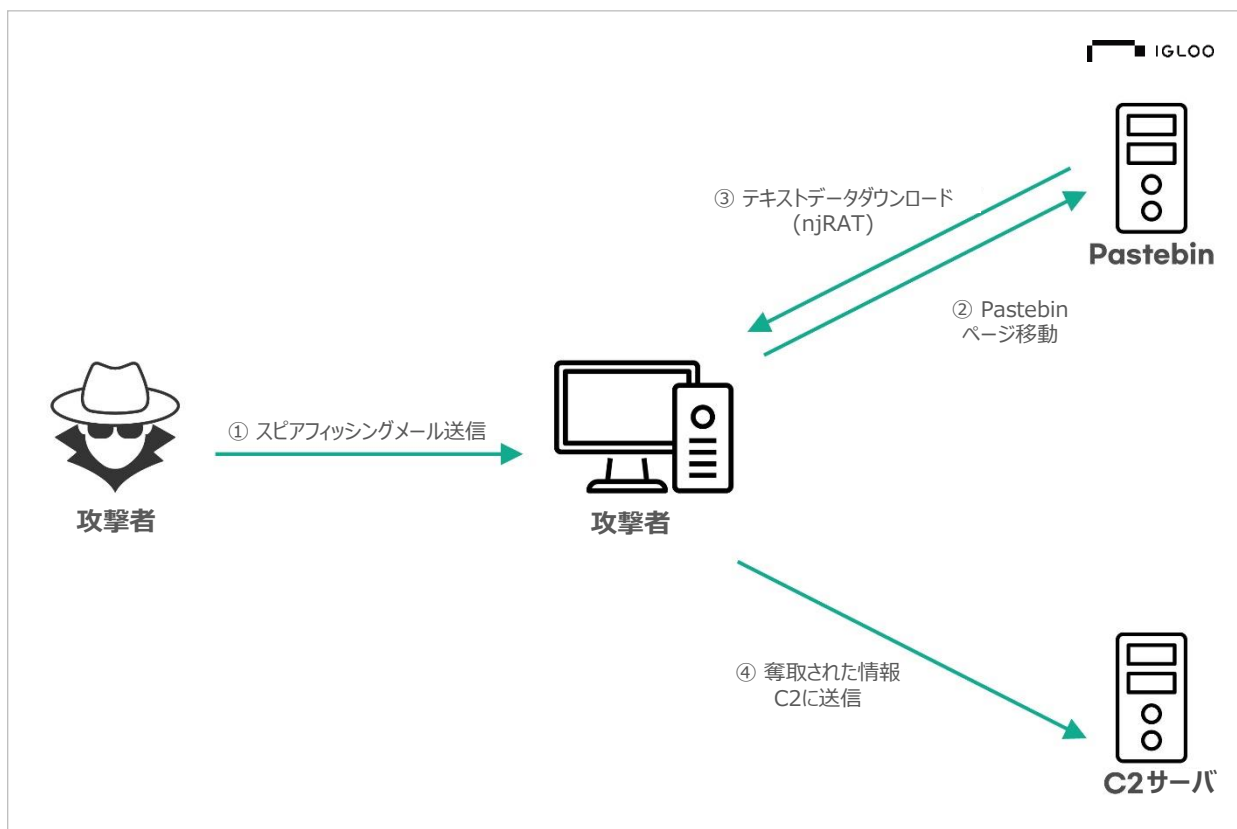 IGLOO
③ テキストデータダウンロード
(njRAT)
Pastebin
② Pastebin
ページ移動
① スピアフィッシングメール送信
攻撃者
攻撃者
④ 奪取された情報
C2に送信
C2サーバ